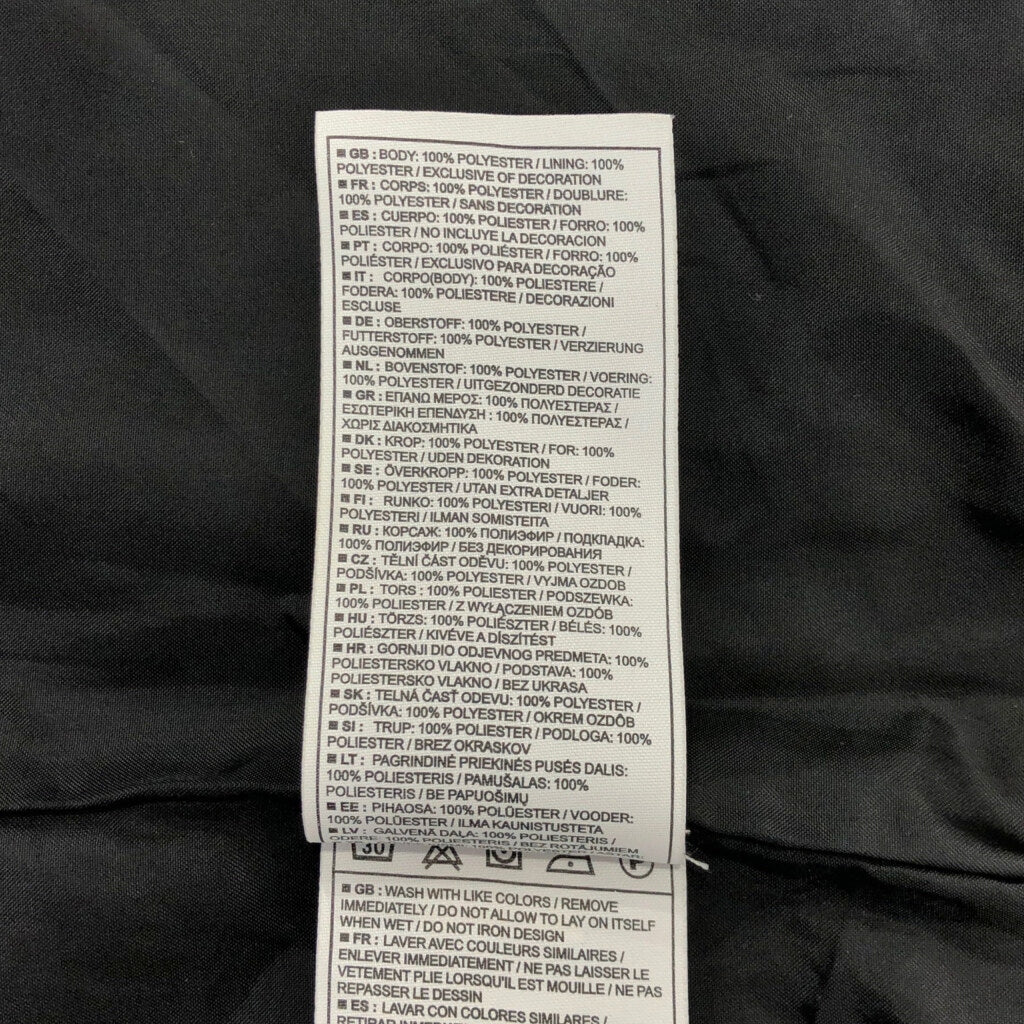 GB : BODY: 100% POLYESTER / LINING: 100%
POLYESTER / EXCLUSIVE OF DECORATION
FR : CORPS: 100% POLYESTER / DOUBLURE:
100% POLYESTER / SANS DECORATION
ES : CUERPO: 100% POLIESTER / FORRO: 100%
POLIESTER / NO INCLUYE LA DECORACION
PT : CORPO: 100% POLIÉSTER / FORRO: 100%
POLIÉSTER / EXCLUSIVO PARA DECORAÇÃO
IT : CORPO(BODY): 100% POLIESTERE /
FODERA: 100% POLIESTERE / DECORAZIONI
ESCLUSE
DE : OBERSTOFF: 100% POLYESTER /
FUTTERSTOFF: 100% POLYESTER / VERZIERUNG
AUSGENOMMEN
NL : BOVENSTOF: 100% POLYESTER / VOERING:
100% POLYESTER / UITGEZONDERD DECORATIE
GR : ΕΠΑΝΩ ΜΕΡΟΣ: 100% ΠΟΛΥΕΣΤΕΡΑΣ /
ΕΣΩΤΕΡΙΚΗ ΕΠΕΝΔΥΣΗ : 100% ΠΟΛΥΕΣΤΕΡΑΣ /
ΧΩΡΙΣ ΔΙΑΚΟΣΜΗΤΙΚΑ
DK : KROP: 100% POLYESTER / FOR: 100%
POLYESTER / UDEN DEKORATION
SE : ÖVERKROPP: 100% POLYESTER / FODER:
100% POLYESTER / UTAN EXTRA DETALJER
FI : RUNKO: 100% POLYESTERI / VUORI: 100%
POLYESTERI / ILMAN SOMISTEITA
RU : КОРСАЖ: 100% ПОЛИЭФИР / ПОДКЛАДКА:
100% ПОЛИЭФИР / БЕЗ ДЕКОРИРОВАНИЯ
CZ : TĚLNÍ ČÁST ODĚVU: 100% POLYESTER /
PODŠÍVKA: 100% POLYESTER / VYJMA OZDOB
PL : TORS : 100% POLIESTER / PODSZEWKA:
100% POLIESTER / Z WYŁĄCZENIEM OZDÓB
HU : TÖRZS: 100% POLIÉSZTER / BÉLÉS: 100%
POLIÉSZTER / KIVÉVE A DÍSZÍTÉST
HR : GORNJI DIO ODJEVNOG PREDMETA: 100%
POLIESTERSKO VLAKNO / PODSTAVA: 100%
POLIESTERSKO VLAKNO / BEZ UKRASA
SK : TELNÁ ČASŤ ODEVU: 100% POLYESTER /
PODŠÍVKA: 100% POLYESTER / OKREM OZDÔB
SI : TRUP: 100% POLIESTER / PODLOGA: 100%
POLIESTER / BREZ OKRASKOV
LT : PAGRINDINĖ PRIEKINĖS PUSĖS DALIS:
100% POLIESTERIS / PAMUŠALAS: 100%
POLIESTERIS / BE PAPUOŠIMŲ
EE : PIHAOSA: 100% POLÜESTER / VOODER:
100% POLÜESTER / ILMA KAUNISTUSTETA
LV : GALVENĀ DAĻA: 100% POLIESTERIS /
ODERE: 100% POLIESTERIS / BEZ ROTĀJUMIEM
30 P
GB : WASH WITH LIKE COLORS / REMOVE
IMMEDIATELY / DO NOT ALLOW TO LAY ON ITSELF
WHEN WET / DO NOT IRON DESIGN
FR : LAVER AVEC COULEURS SIMILAIRES /
ENLEVER IMMEDIATEMENT / NE PAS LAISSER LE
VETEMENT PLIE LORSQU'IL EST MOUILLE / NE PAS
REPASSER LE DESSIN
ES : LAVAR CON COLORES SIMILARES /
RETIRAR